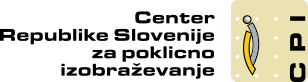 Center
Republike Slovenije
za poklicno
izobraževanje
CPI